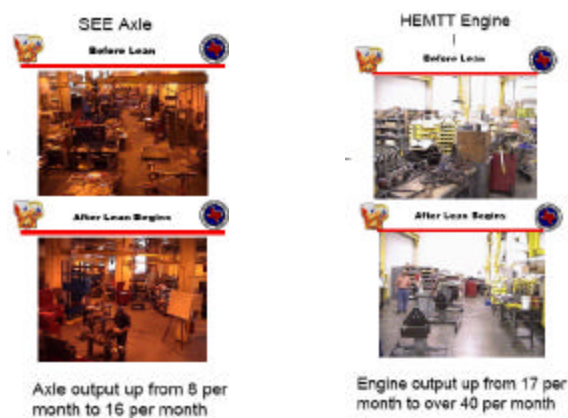 SEE Axle
Before Lean
After Lean Begins
Axle output up from 8 per
month to 16 per month
HEMTT Engine
Before Lean
After Lean Begins
Engine output up from 17 per
month to over 40 per month